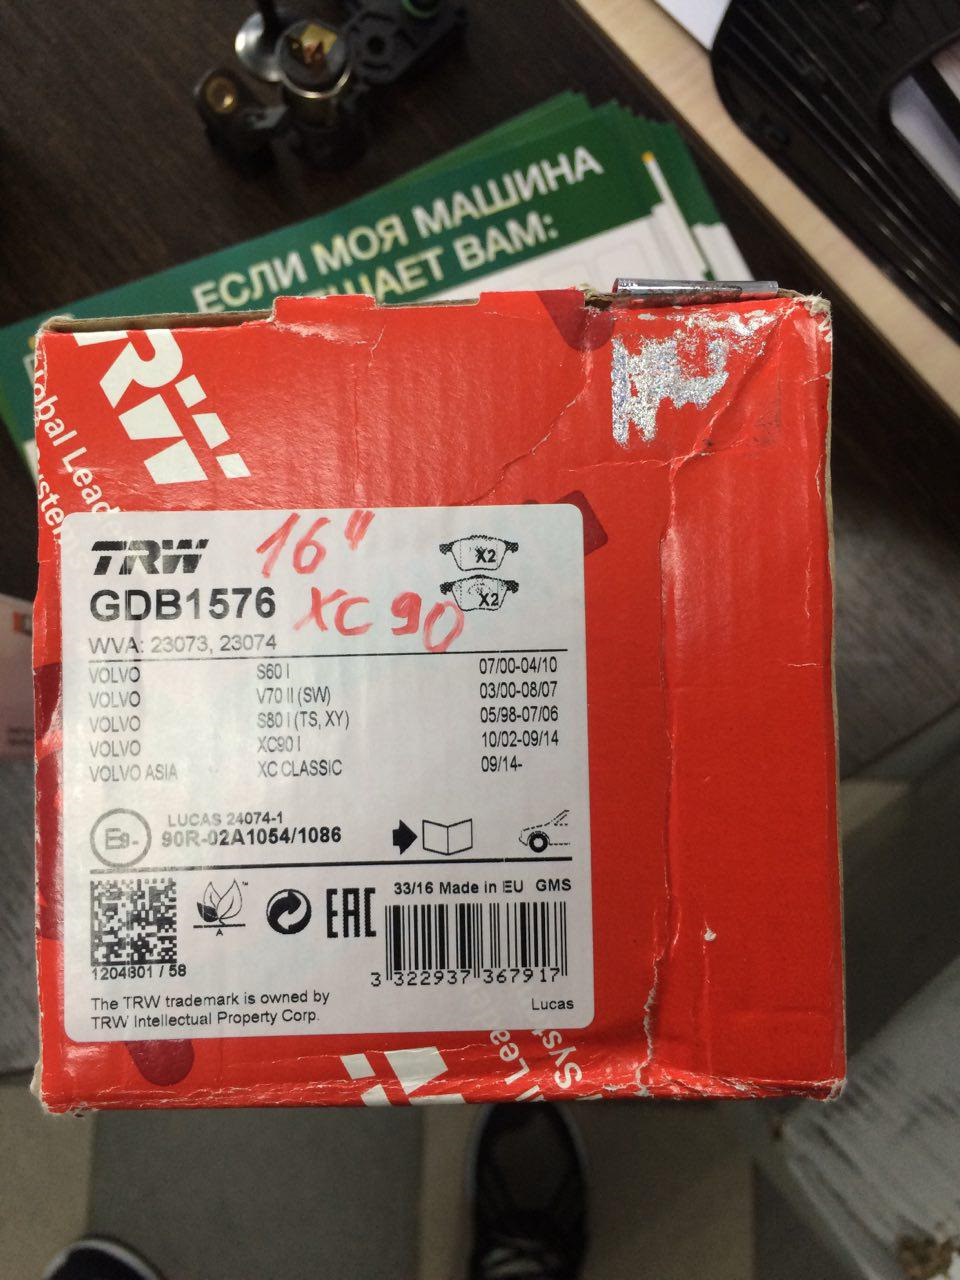 ЕСЛИ МОЯ МАШИНА
ВАМ:
TRW
16"
GDB1576
XC 90
X2
X2
WVA: 23073, 23074
VOLVO S60 I 07/00-04/10
VOLVO V70 II (SW) 03/00-08/07
VOLVO S80 I (TS, XY) 05/98-07/06
VOLVO XC90 I 10/02-09/14
VOLVO ASIA XC CLASSIC 09/14-
LUCAS 24074-1
E9-
90R-02A1054/1086
33/16 Made in EU GMS
EAC
A
3 322937 367917
1204801 / 58
The TRW trademark is owned by
TRW Intellectual Property Corp.
Lucas